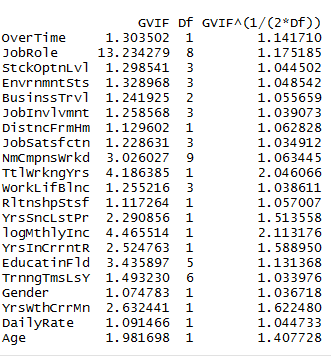 GVIF Df GVIF^(1/(2*Df))
OverTime 1.303502 1 1.141710
JobRole 13.234279 8 1.175185
StckOptnLvl 1.298541 3 1.044502
EnvrnmntSts 1.328968 3 1.048542
BusinssTrvl 1.241925 2 1.055659
JobInvlvmnt 1.258568 3 1.039073
DistncFrmHm 1.129602 1 1.062828
JobSatsfctn 1.228631 3 1.034912
NmCmpnsWrkd 3.026027 9 1.063445
TtlWrkngYrs 4.186385 1 2.046066
WorkLifBlnc 1.255216 3 1.038611
RltnshpStsf 1.117264 1 1.057007
YrsSncLstPr 2.290856 1 1.513558
logMthlyInc 4.465514 1 2.113176
YrsInCrrntR 2.524763 1 1.588950
EducatinFld 3.435897 5 1.131368
TrnngTmsLsY 1.493230 6 1.033976
Gender 1.074783 1 1.036718
YrsWthCrrMn 2.632441 1 1.622480
DailyRate 1.091466 1 1.044733
Age 1.981698 1 1.407728